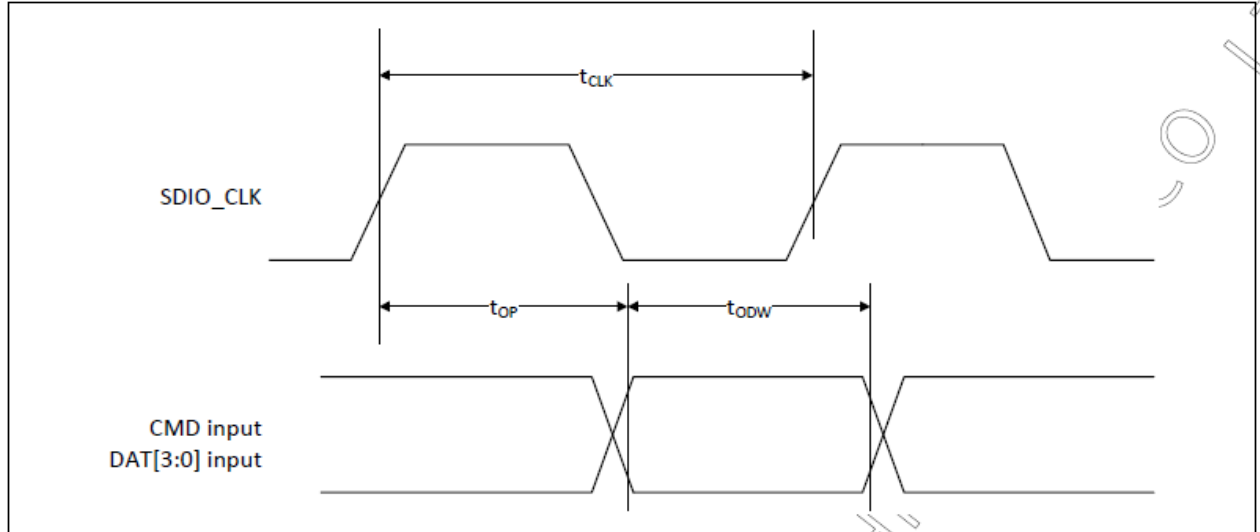 tCLK
SDIO_CLK
tOP
tODW
CMD input
DAT[3:0] input